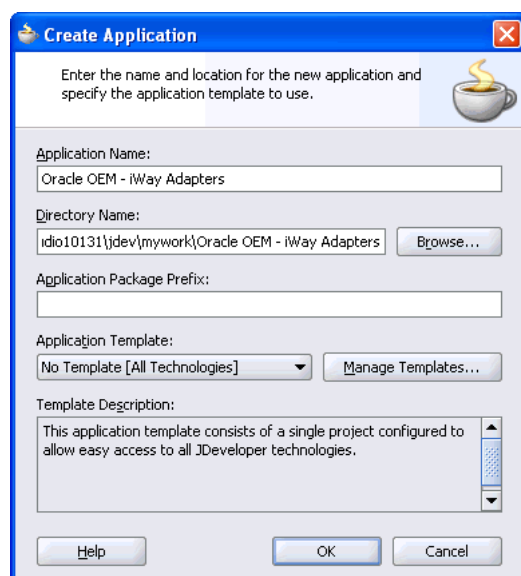 Create Application
Enter the name and location for the new application and
specify the application template to use.
Application Name:
Oracle OEM - iWay Adapters
Directory Name:
idio10131\jdev\mywork\Oracle OEM - iWay Adapters
Browse...
Application Package Prefix:
Application Template:
No Template [All Technologies]
Manage Templates...
Template Description:
This application template consists of a single project configured to
allow easy access to all JDeveloper technologies.
Help
OK
Cancel